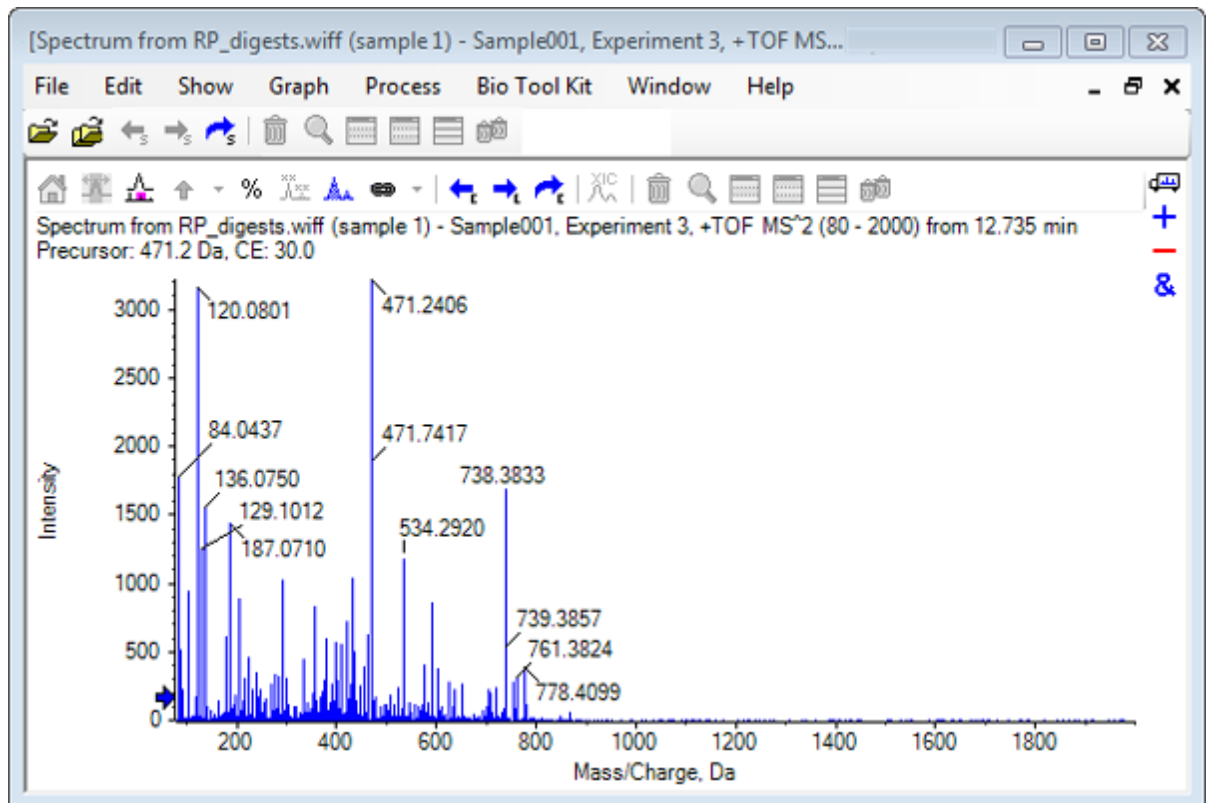 [Spectrum from RP_digests.wiff (sample 1) - Sample001, Experiment 3, +TOF MS...
File Edit Show Graph Process Bio Tool Kit Window Help
Spectrum from RP_digests.wiff (sample 1) - Sample001, Experiment 3, +TOF MS^2 (80 - 2000) from 12.735 min
Precursor: 471.2 Da, CE: 30.0
3000
2500
2000
1500
1000
500
0
Intensity
120.0801
471.2406
84.0437
471.7417
136.0750
738.3833
129.1012
534.2920
187.0710
739.3857
761.3824
778.4099
200 400 600 800 1000 1200 1400 1600 1800
Mass/Charge, Da